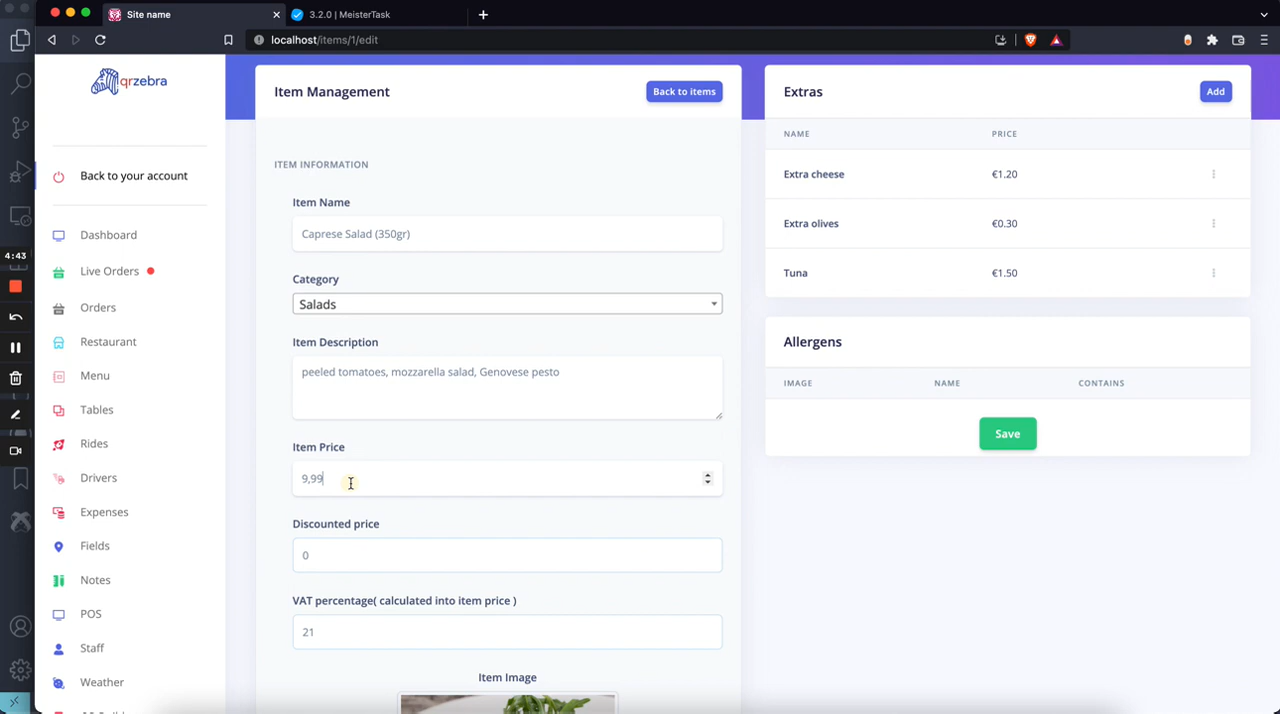 Site name
3.2.0 | MeisterTask
localhost/items/1/edit
qrzebra
Back to your account
Dashboard
Live Orders
Orders
Restaurant
Menu
Tables
Rides
Drivers
Expenses
Fields
Notes
POS
Staff
Weather
4:43
Item Management
Back to items
ITEM INFORMATION
Item Name
Caprese Salad (350gr)
Category
Salads
Item Description
peeled tomatoes, mozzarella salad, Genovese pesto
Item Price
9,99
Discounted price
0
VAT percentage( calculated into item price )
21
Item Image
Extras
Add
NAME PRICE
Extra cheese €1.20
Extra olives €0.30
Tuna €1.50
Allergens
IMAGE NAME CONTAINS
Save